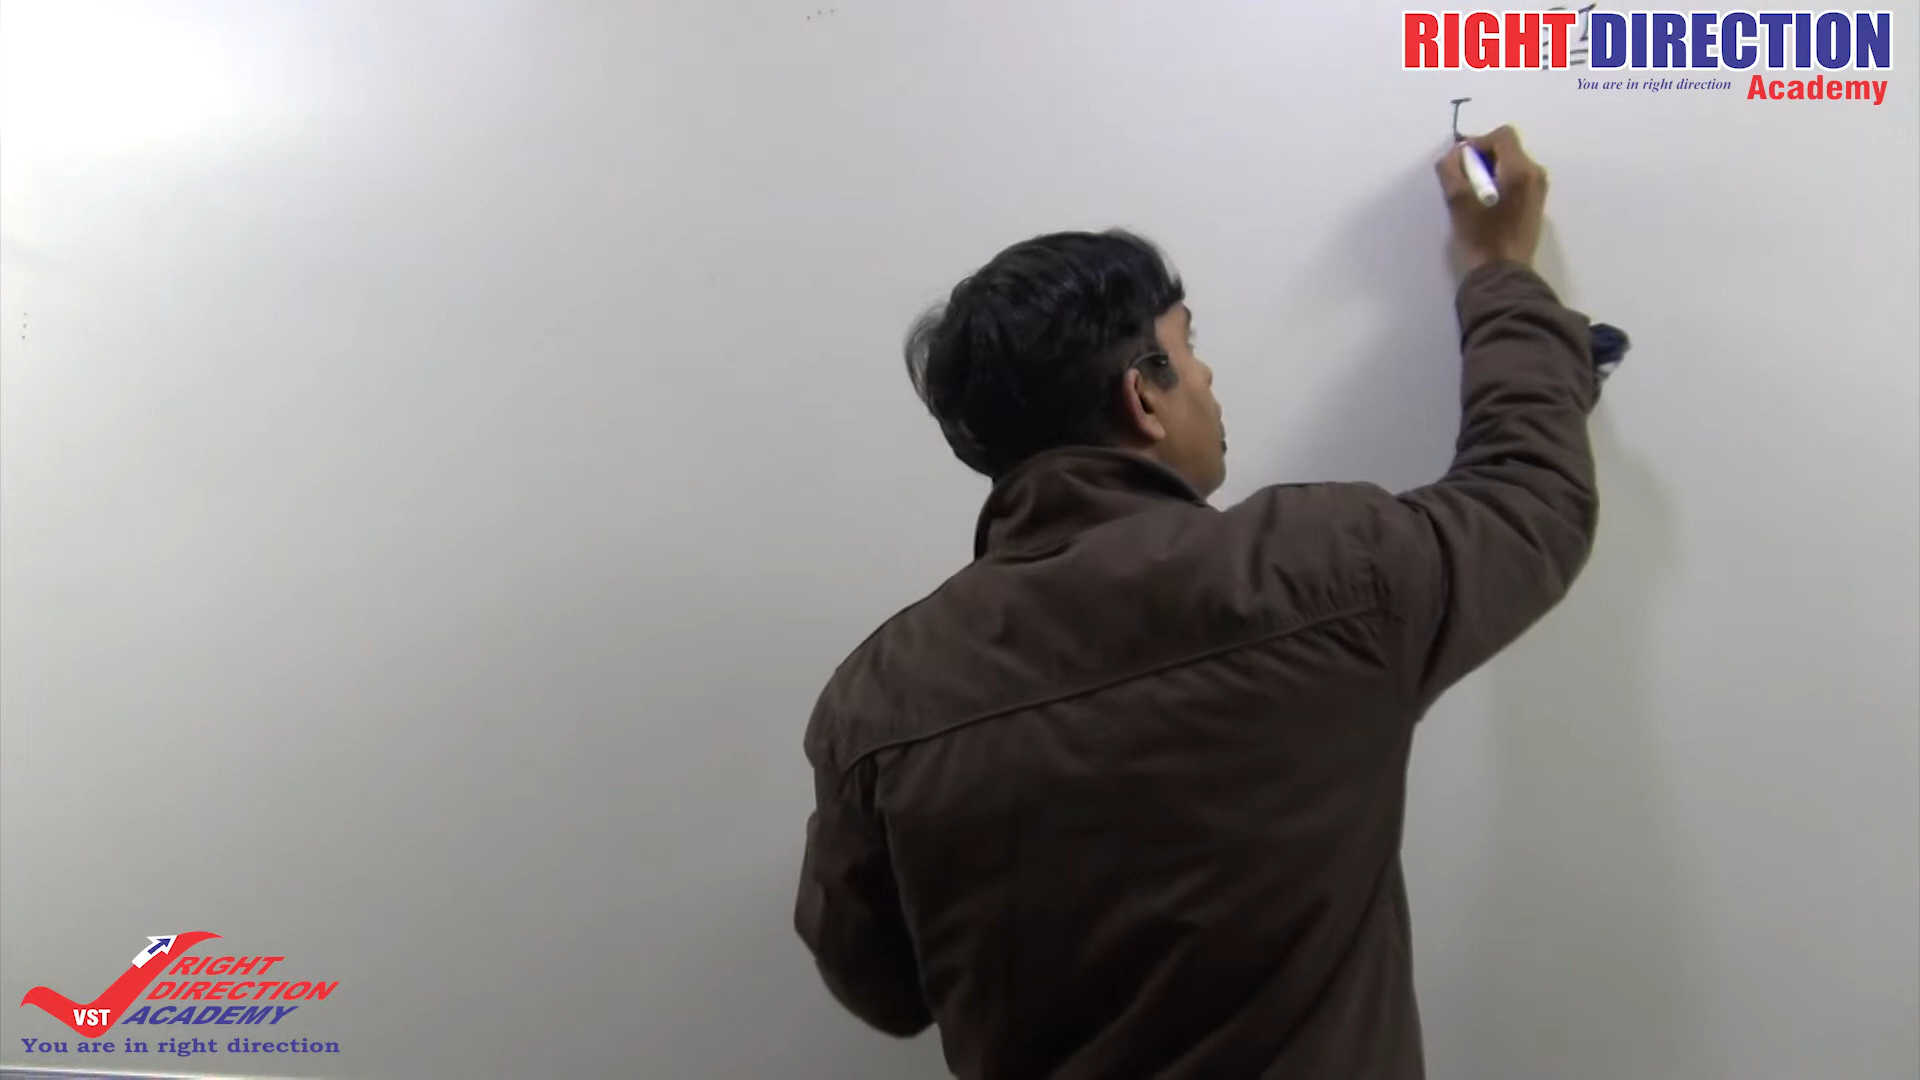 RIGHT DIRECTION
You are in right direction Academy
I
RIGHT
DIRECTION
VST ACADEMY
You are in right direction